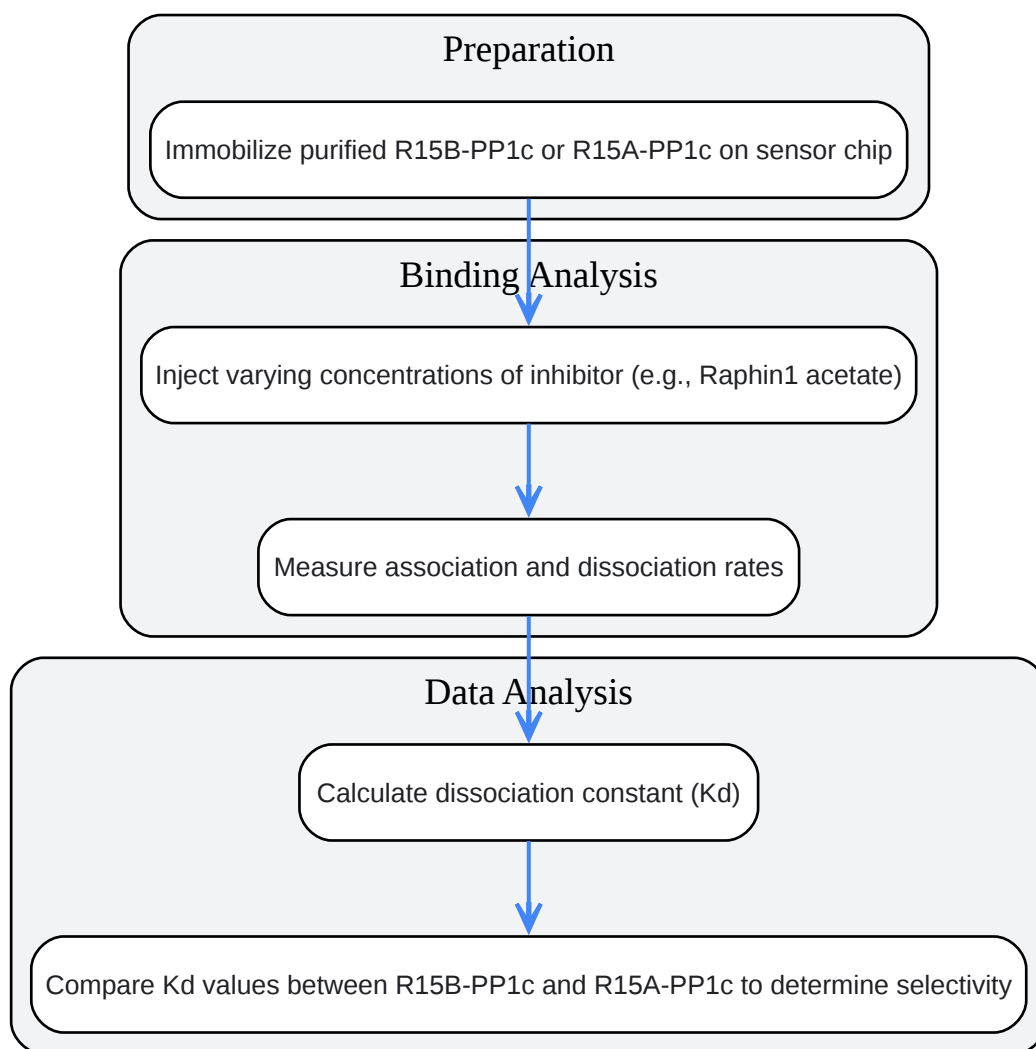 Preparation
Immobilize purified R15B-PP1c or R15A-PP1c on sensor chip
Binding Analysis
Inject varying concentrations of inhibitor (e.g., Raphin1 acetate)
Measure association and dissociation rates
Data Analysis
Calculate dissociation constant (Kd)
Compare Kd values between R15B-PP1c and R15A-PP1c to determine selectivity